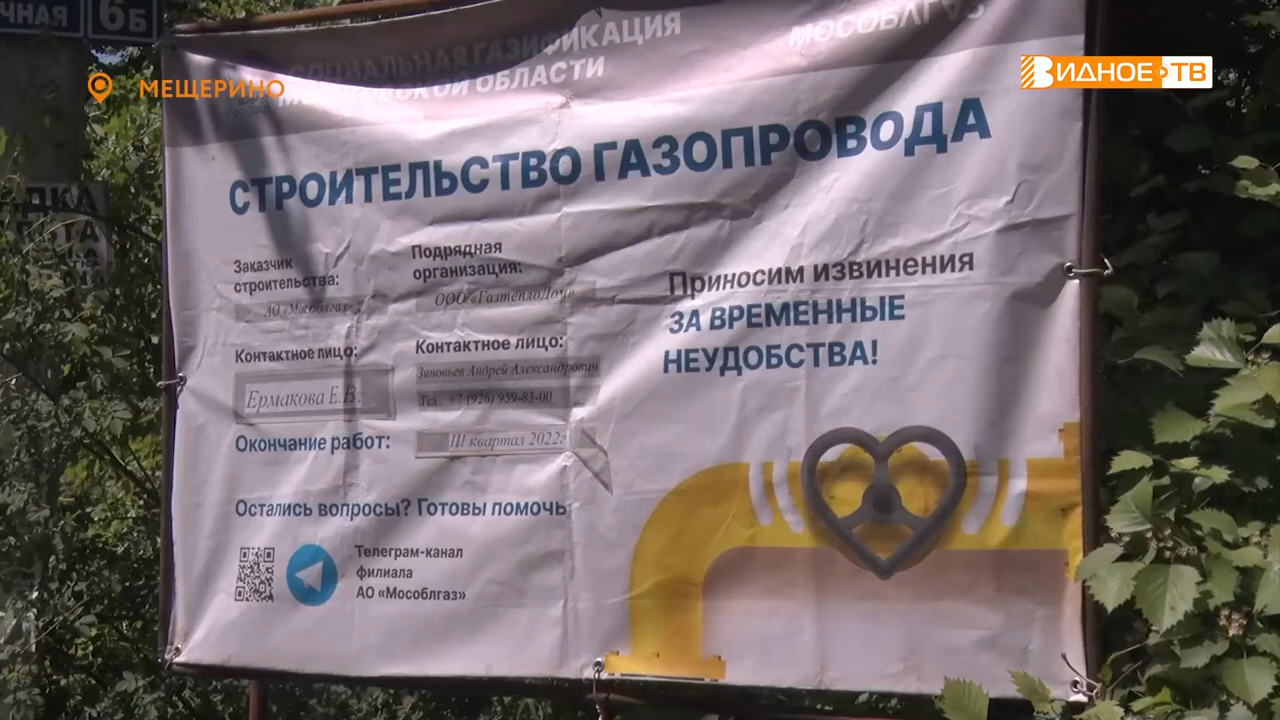 ЧНАЯ 6Б
МЕЩЕРИНО
ВИДНОЕ ТВ
СОЦИАЛЬНАЯ ГАЗИФИКАЦИЯ
МОСКОВСКОЙ ОБЛАСТИ
МОСОБЛГАЗ
СТРОИТЕЛЬСТВО ГАЗОПРОВОДА
Заказчик
строительства:
АО «Мособлгаз»
Контактное лицо:
Ермакова Е.В.
Подрядная
организация:
ООО «ГазтеплоДом»
Контактное лицо:
Зиновьев Андрей Александрович
Тел.: +7 (926) 959-83-00
Окончание работ:
III квартал 2022г
Приносим извинения
ЗА ВРЕМЕННЫЕ
НЕУДОБСТВА!
Остались вопросы? Готовы помочь
Телеграм-канал
филиала
АО «Мособлгаз»